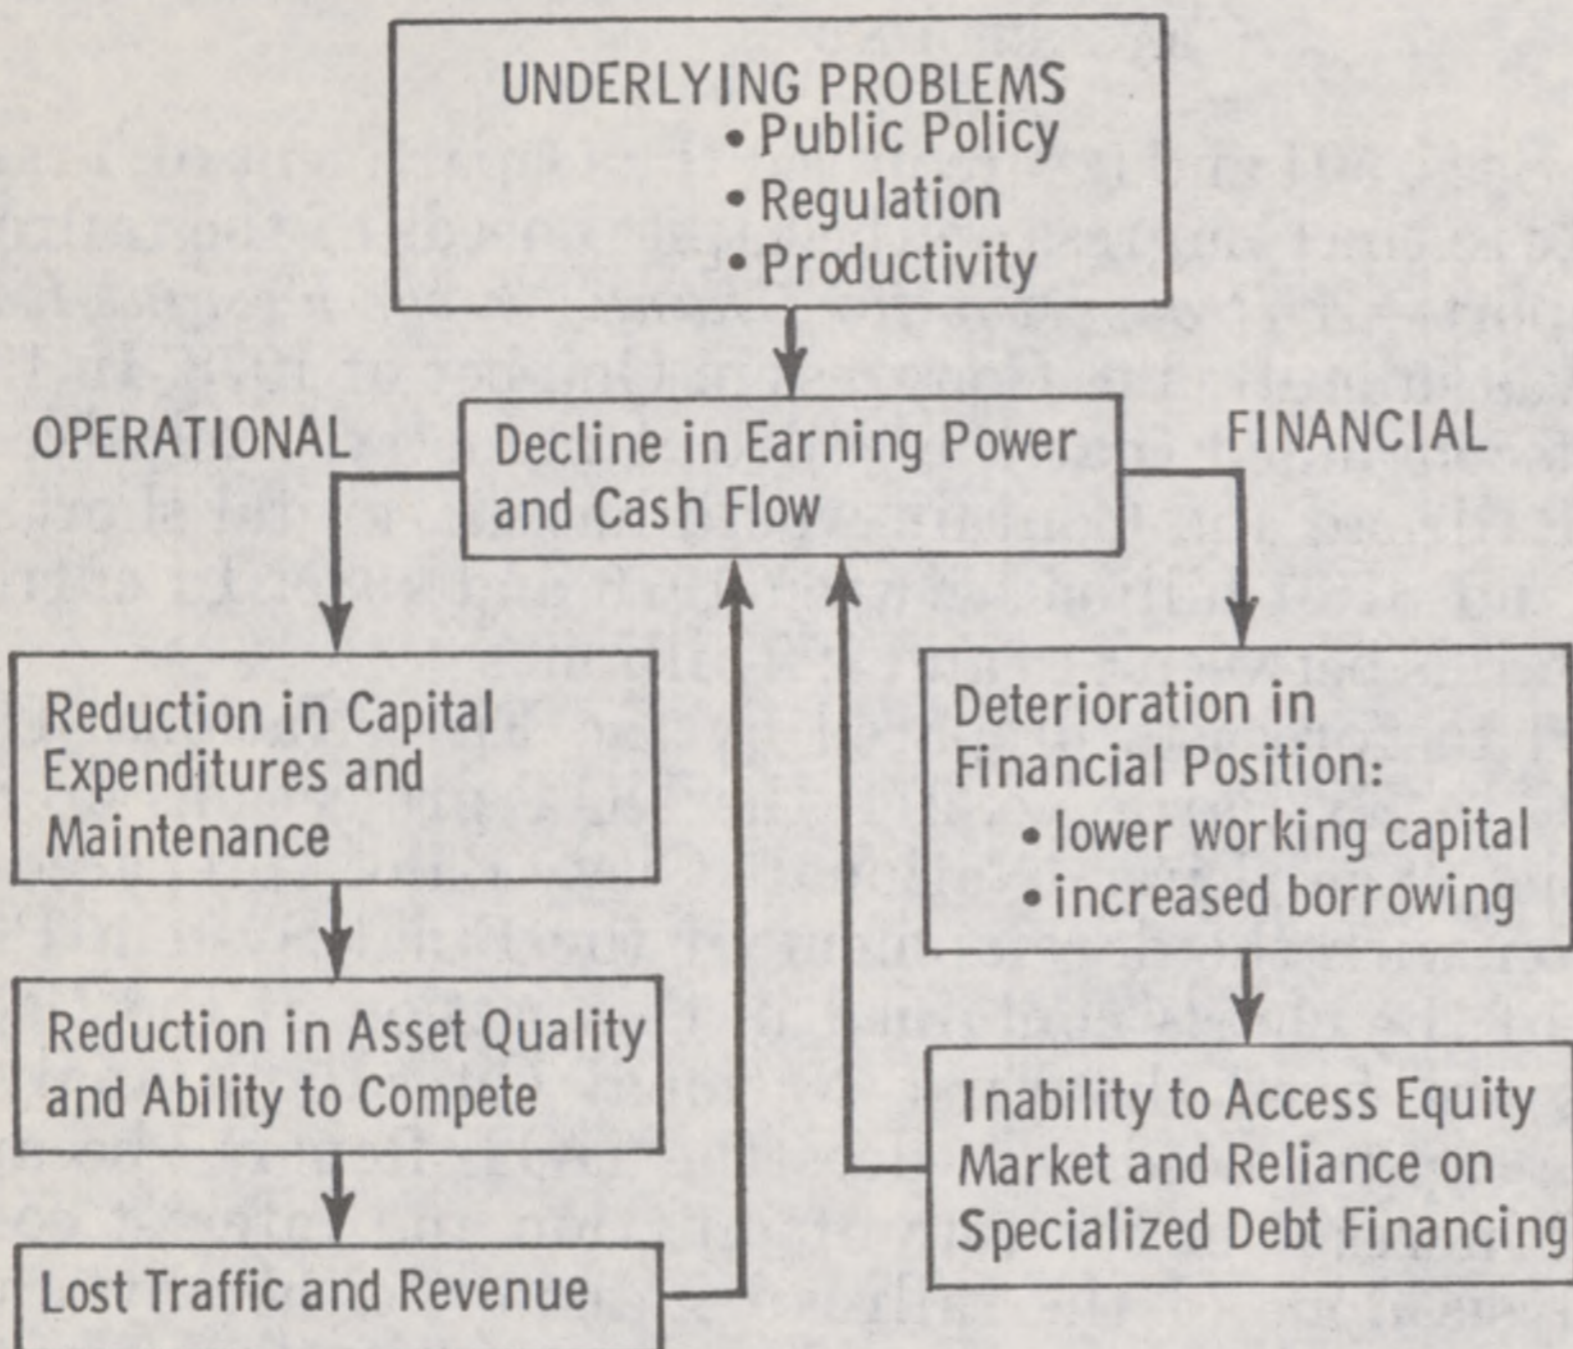 UNDERLYING PROBLEMS
• Public Policy
• Regulation
• Productivity
OPERATIONAL
Decline in Earning Power
and Cash Flow
FINANCIAL
Reduction in Capital
Expenditures and
Maintenance
Reduction in Asset Quality
and Ability to Compete
Lost Traffic and Revenue
Deterioration in
Financial Position:
• lower working capital
• increased borrowing
Inability to Access Equity
Market and Reliance on
Specialized Debt Financing